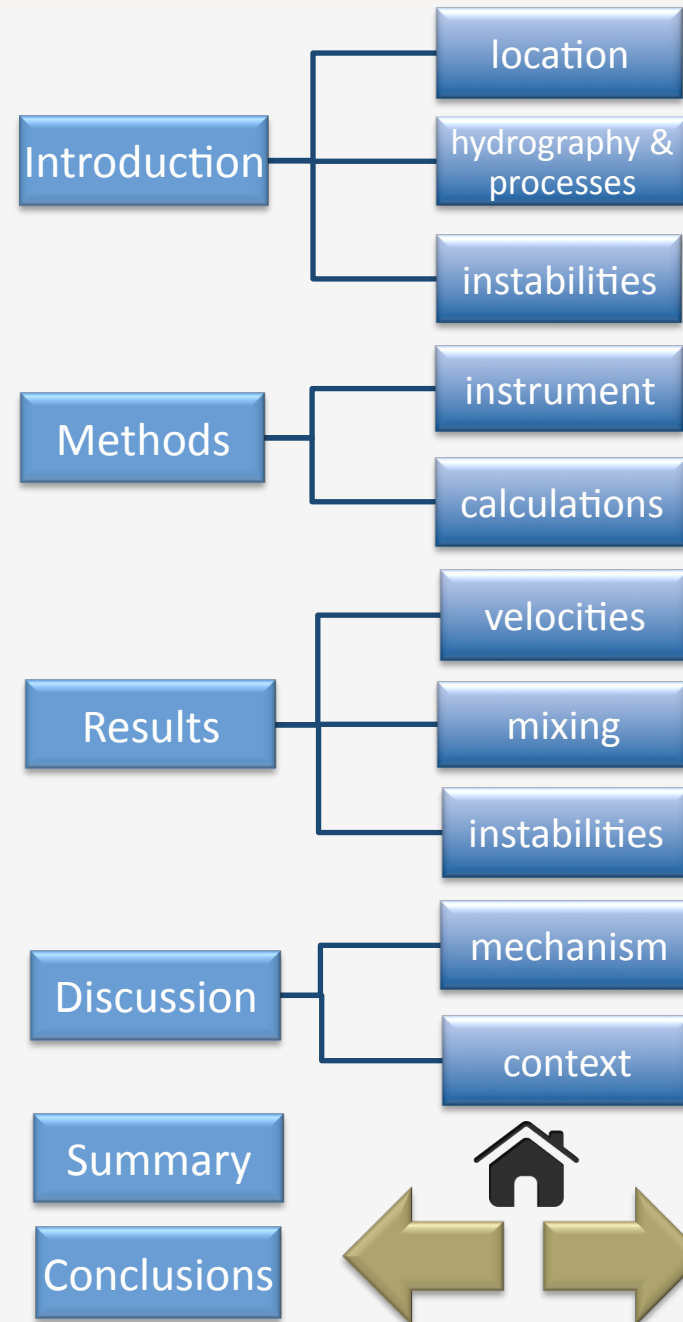 Introduction
location
hydrography &
processes
instabilities
Methods
instrument
calculations
Results
velocities
mixing
instabilities
Discussion
mechanism
context
Summary
Conclusions